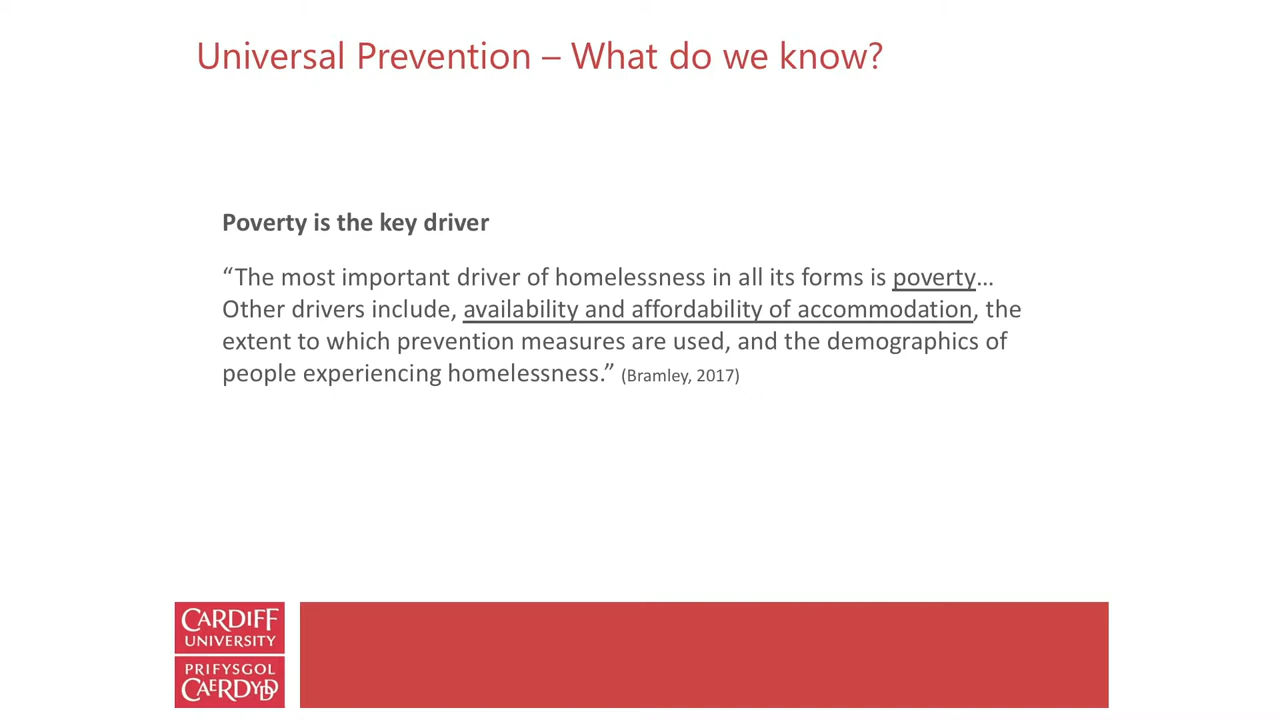 Universal Prevention – What do we know?
Poverty is the key driver
“The most important driver of homelessness in all its forms is poverty…
Other drivers include, availability and affordability of accommodation, the
extent to which prevention measures are used, and the demographics of
people experiencing homelessness.” (Bramley, 2017)
CARDIFF
UNIVERSITY
PRIFYSGOL
CAERDYDD